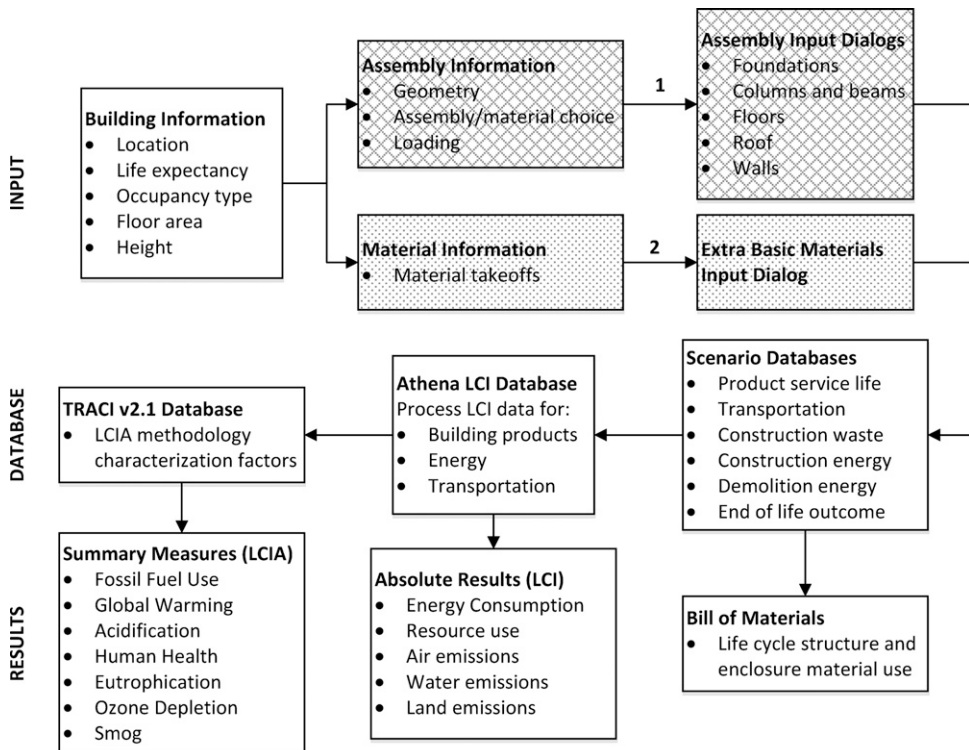 INPUT
Building Information
• Location
• Life expectancy
• Occupancy type
• Floor area
• Height
Assembly Information
• Geometry
• Assembly/material choice
• Loading
1
Assembly Input Dialogs
• Foundations
• Columns and beams
• Floors
• Roof
• Walls
Material Information
• Material takeoffs
2
Extra Basic Materials
Input Dialog
DATABASE
TRACI v2.1 Database
• LCIA methodology
characterization factors
Athena LCI Database
Process LCI data for:
• Building products
• Energy
• Transportation
Scenario Databases
• Product service life
• Transportation
• Construction waste
• Construction energy
• Demolition energy
• End of life outcome
RESULTS
Summary Measures (LCIA)
• Fossil Fuel Use
• Global Warming
• Acidification
• Human Health
• Eutrophication
• Ozone Depletion
• Smog
Absolute Results (LCI)
• Energy Consumption
• Resource use
• Air emissions
• Water emissions
• Land emissions
Bill of Materials
• Life cycle structure and
enclosure material use